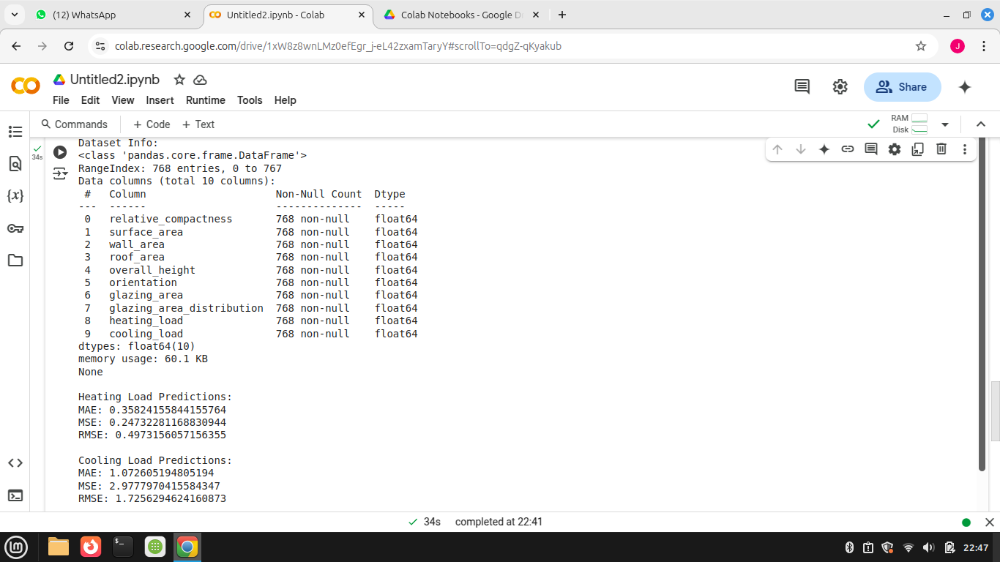 (12) WhatsApp
Untitled2.ipynb - Colab
Colab Notebooks - Google D
colab.research.google.com/drive/1xW8z8wnLMz0efEgr_j-eL42zxamTaryY#scrollTo=qdgZ-qKyakub
J
Untitled2.ipynb
File Edit View Insert Runtime Tools Help
Share
Commands + Code + Text
RAM
Disk
34s
Dataset Info:
<class 'pandas.core.frame.DataFrame'>
RangeIndex: 768 entries, 0 to 767
Data columns (total 10 columns):
# Column Non-Null Count Dtype
--- ------ -------------- -----
0 relative_compactness 768 non-null float64
1 surface_area 768 non-null float64
2 wall_area 768 non-null float64
3 roof_area 768 non-null float64
4 overall_height 768 non-null float64
5 orientation 768 non-null float64
6 glazing_area 768 non-null float64
7 glazing_area_distribution 768 non-null float64
8 heating_load 768 non-null float64
9 cooling_load 768 non-null float64
dtypes: float64(10)
memory usage: 60.1 KB
None
Heating Load Predictions:
MAE: 0.35824155844155764
MSE: 0.24732281168830944
RMSE: 0.4973156057156355
Cooling Load Predictions:
MAE: 1.072605194805194
MSE: 2.9777970415584347
RMSE: 1.7256294624160873
34s completed at 22:41
22:47